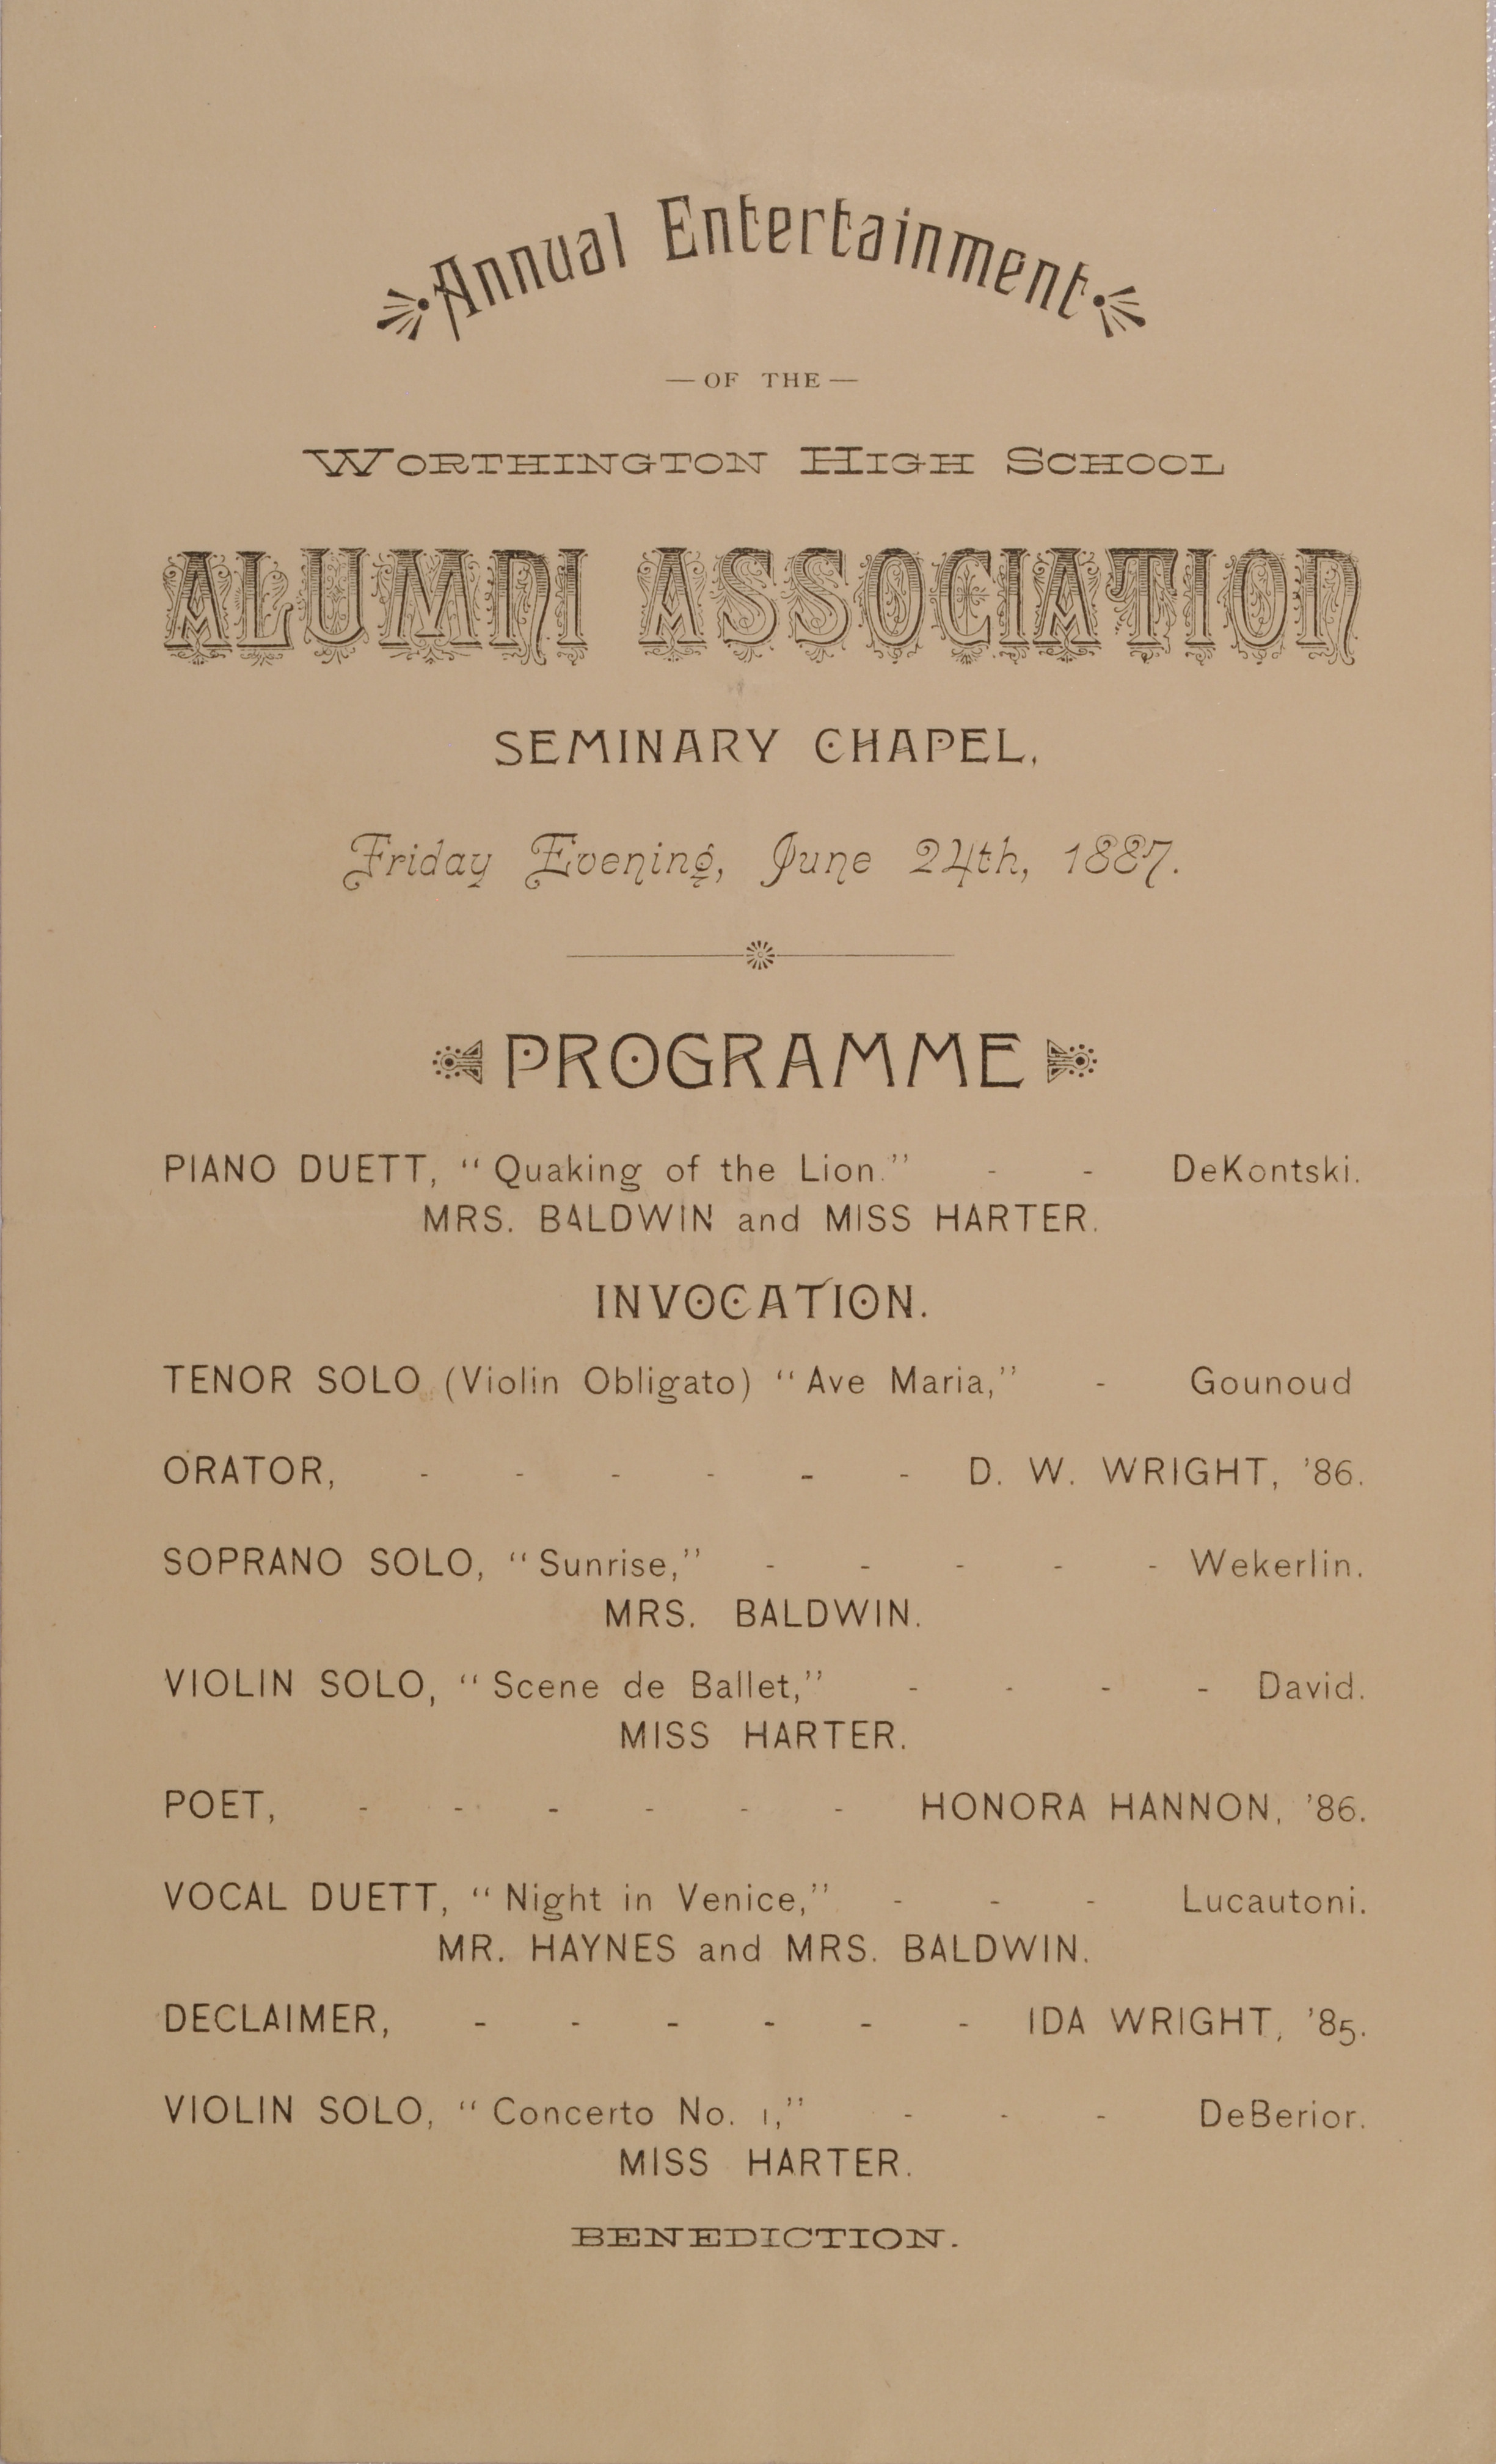 Annual Entertainment
— OF THE —
WORTHINGTON HIGH SCHOOL
ALUMNI ASSOCIATION
SEMINARY CHAPEL,
Friday Evening, June 24th, 1887.
PROGRAMME
PIANO DUETT, "Quaking of the Lion." - - DeKontski.
MRS. BALDWIN and MISS HARTER.
INVOCATION.
TENOR SOLO (Violin Obligato) "Ave Maria," - Gounoud
ORATOR, - - - - - - D. W. WRIGHT, '86.
SOPRANO SOLO, "Sunrise," - - - - - Wekerlin.
MRS. BALDWIN.
VIOLIN SOLO, "Scene de Ballet," - - - - David.
MISS HARTER.
POET, - - - - - - HONORA HANNON, '86.
VOCAL DUETT, "Night in Venice," - - - Lucautoni.
MR. HAYNES and MRS. BALDWIN.
DECLAIMER, - - - - - - IDA WRIGHT, '85.
VIOLIN SOLO, "Concerto No. 1," - - - DeBerior.
MISS HARTER.
BENEDICTION.